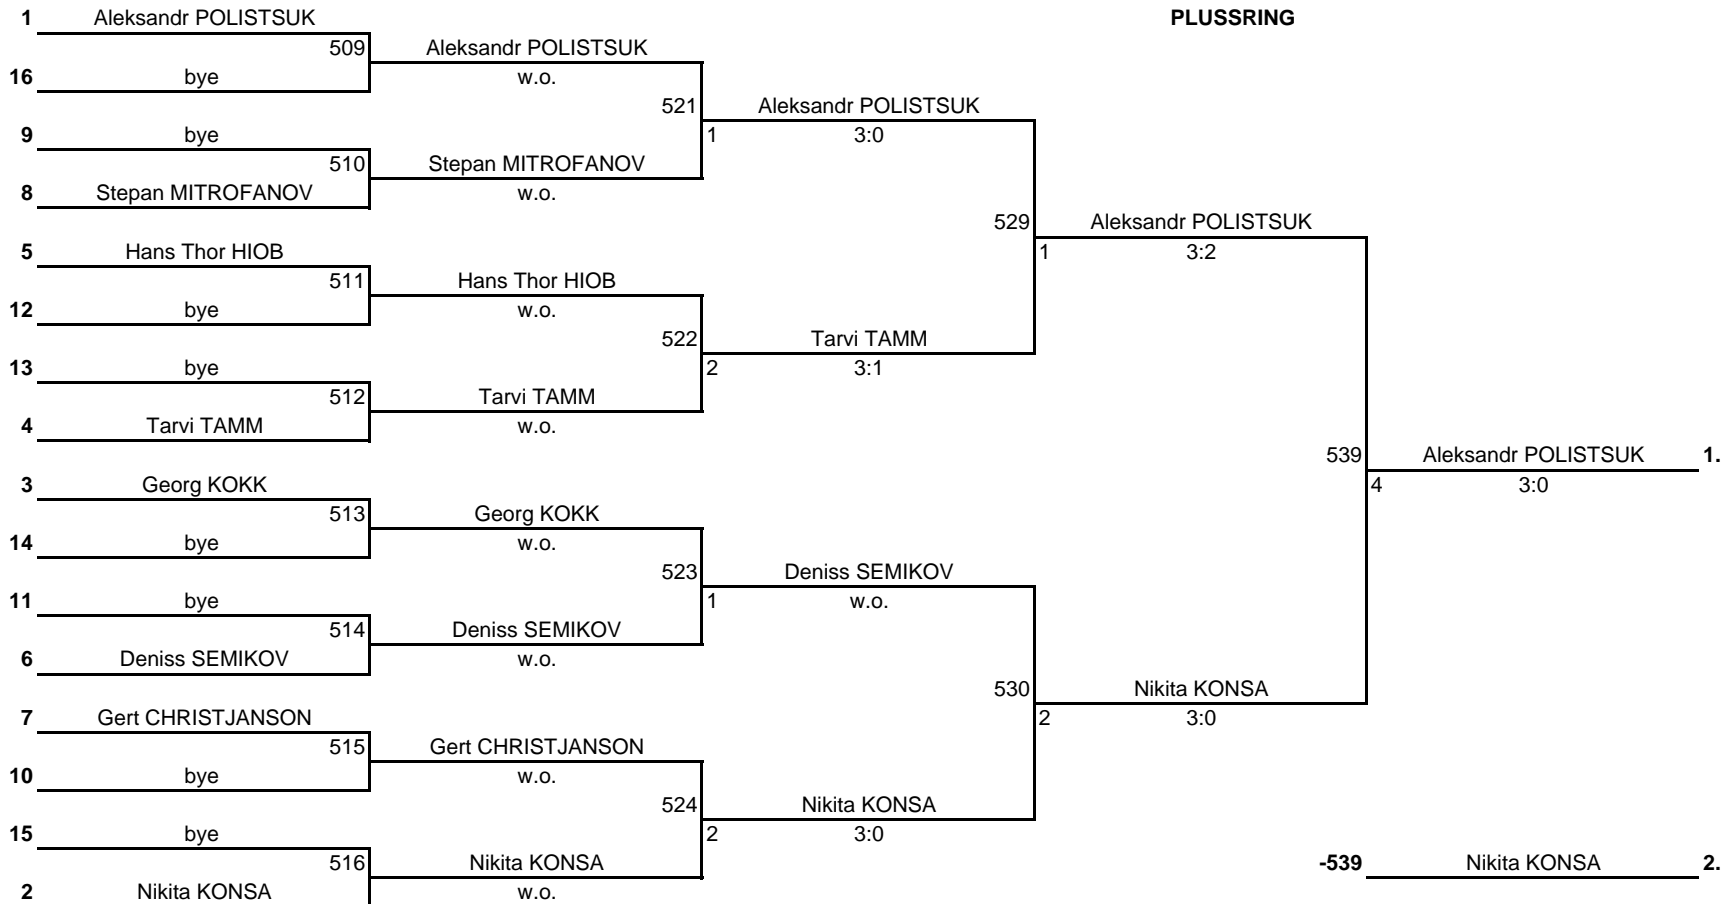 1 Aleksandr POLISTSUK PLUSSRING
509 Aleksandr POLISTSUK
16 bye w.o.
521 Aleksandr POLISTSUK
9 bye 1 3:0
510 Stepan MITROFANOV
8 Stepan MITROFANOV w.o.
529 Aleksandr POLISTSUK
5 Hans Thor HIOB 1 3:2
511 Hans Thor HIOB
12 bye w.o.
522 Tarvi TAMM
13 bye 2 3:1
512 Tarvi TAMM
4 Tarvi TAMM w.o.
539 Aleksandr POLISTSUK 1.
3 Georg KOKK 4 3:0
513 Georg KOKK
14 bye w.o.
523 Deniss SEMIKOV
11 bye 1 w.o.
514 Deniss SEMIKOV
6 Deniss SEMIKOV w.o.
530 Nikita KONSA
7 Gert CHRISTJANSON 2 3:0
515 Gert CHRISTJANSON
10 bye w.o.
524 Nikita KONSA
15 bye 2 3:0
516 Nikita KONSA -539 Nikita KONSA 2.
2 Nikita KONSA w.o.